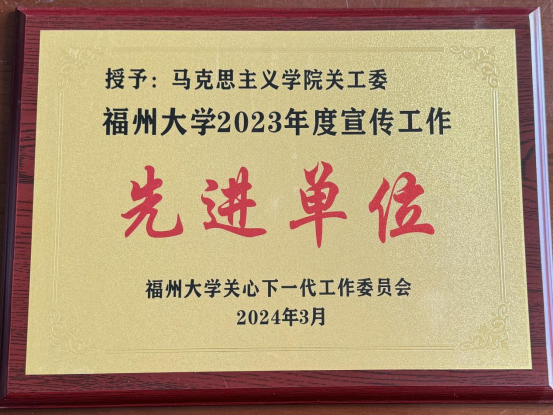 授予：马克思主义学院关工委
福州大学2023年度宣传工作
先进单位
福州大学关心下一代工作委员会
2024年3月